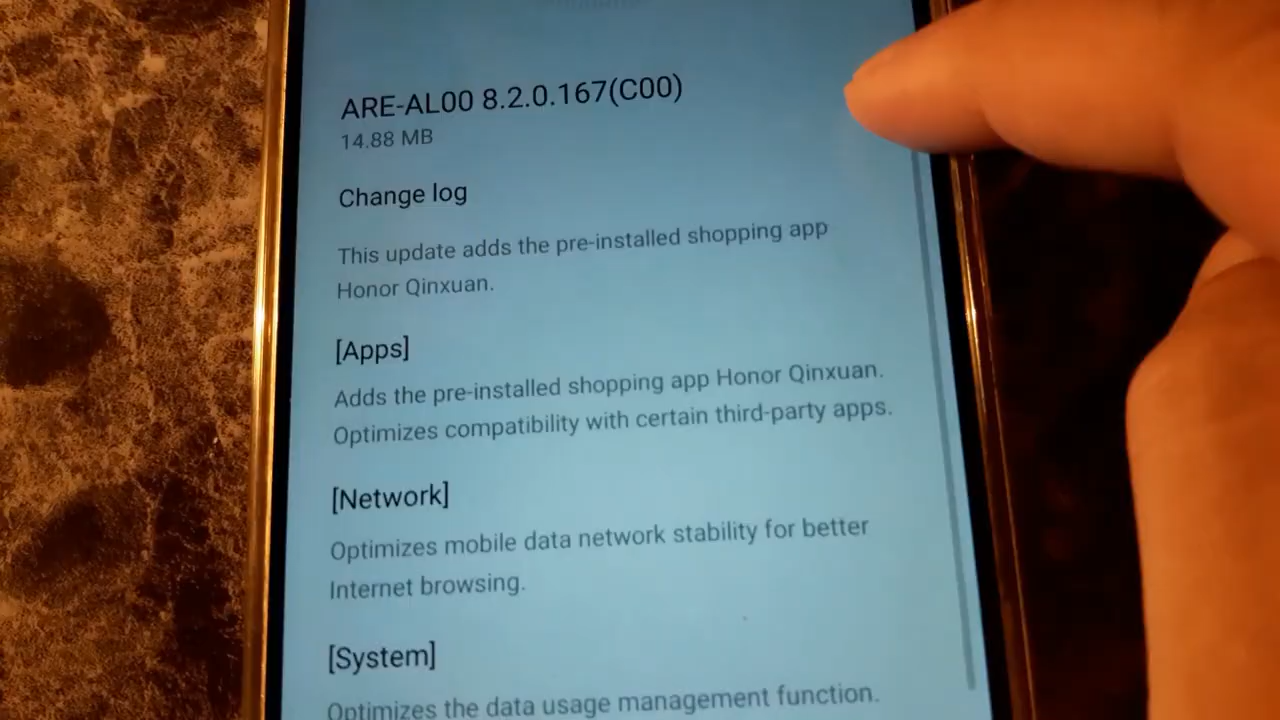 ARE-AL00 8.2.0.167(C00)
14.88 MB
Change log
This update adds the pre-installed shopping app
Honor Qinxuan.
[Apps]
Adds the pre-installed shopping app Honor Qinxuan.
Optimizes compatibility with certain third-party apps.
[Network]
Optimizes mobile data network stability for better
Internet browsing.
[System]
Optimizes the data usage management function.